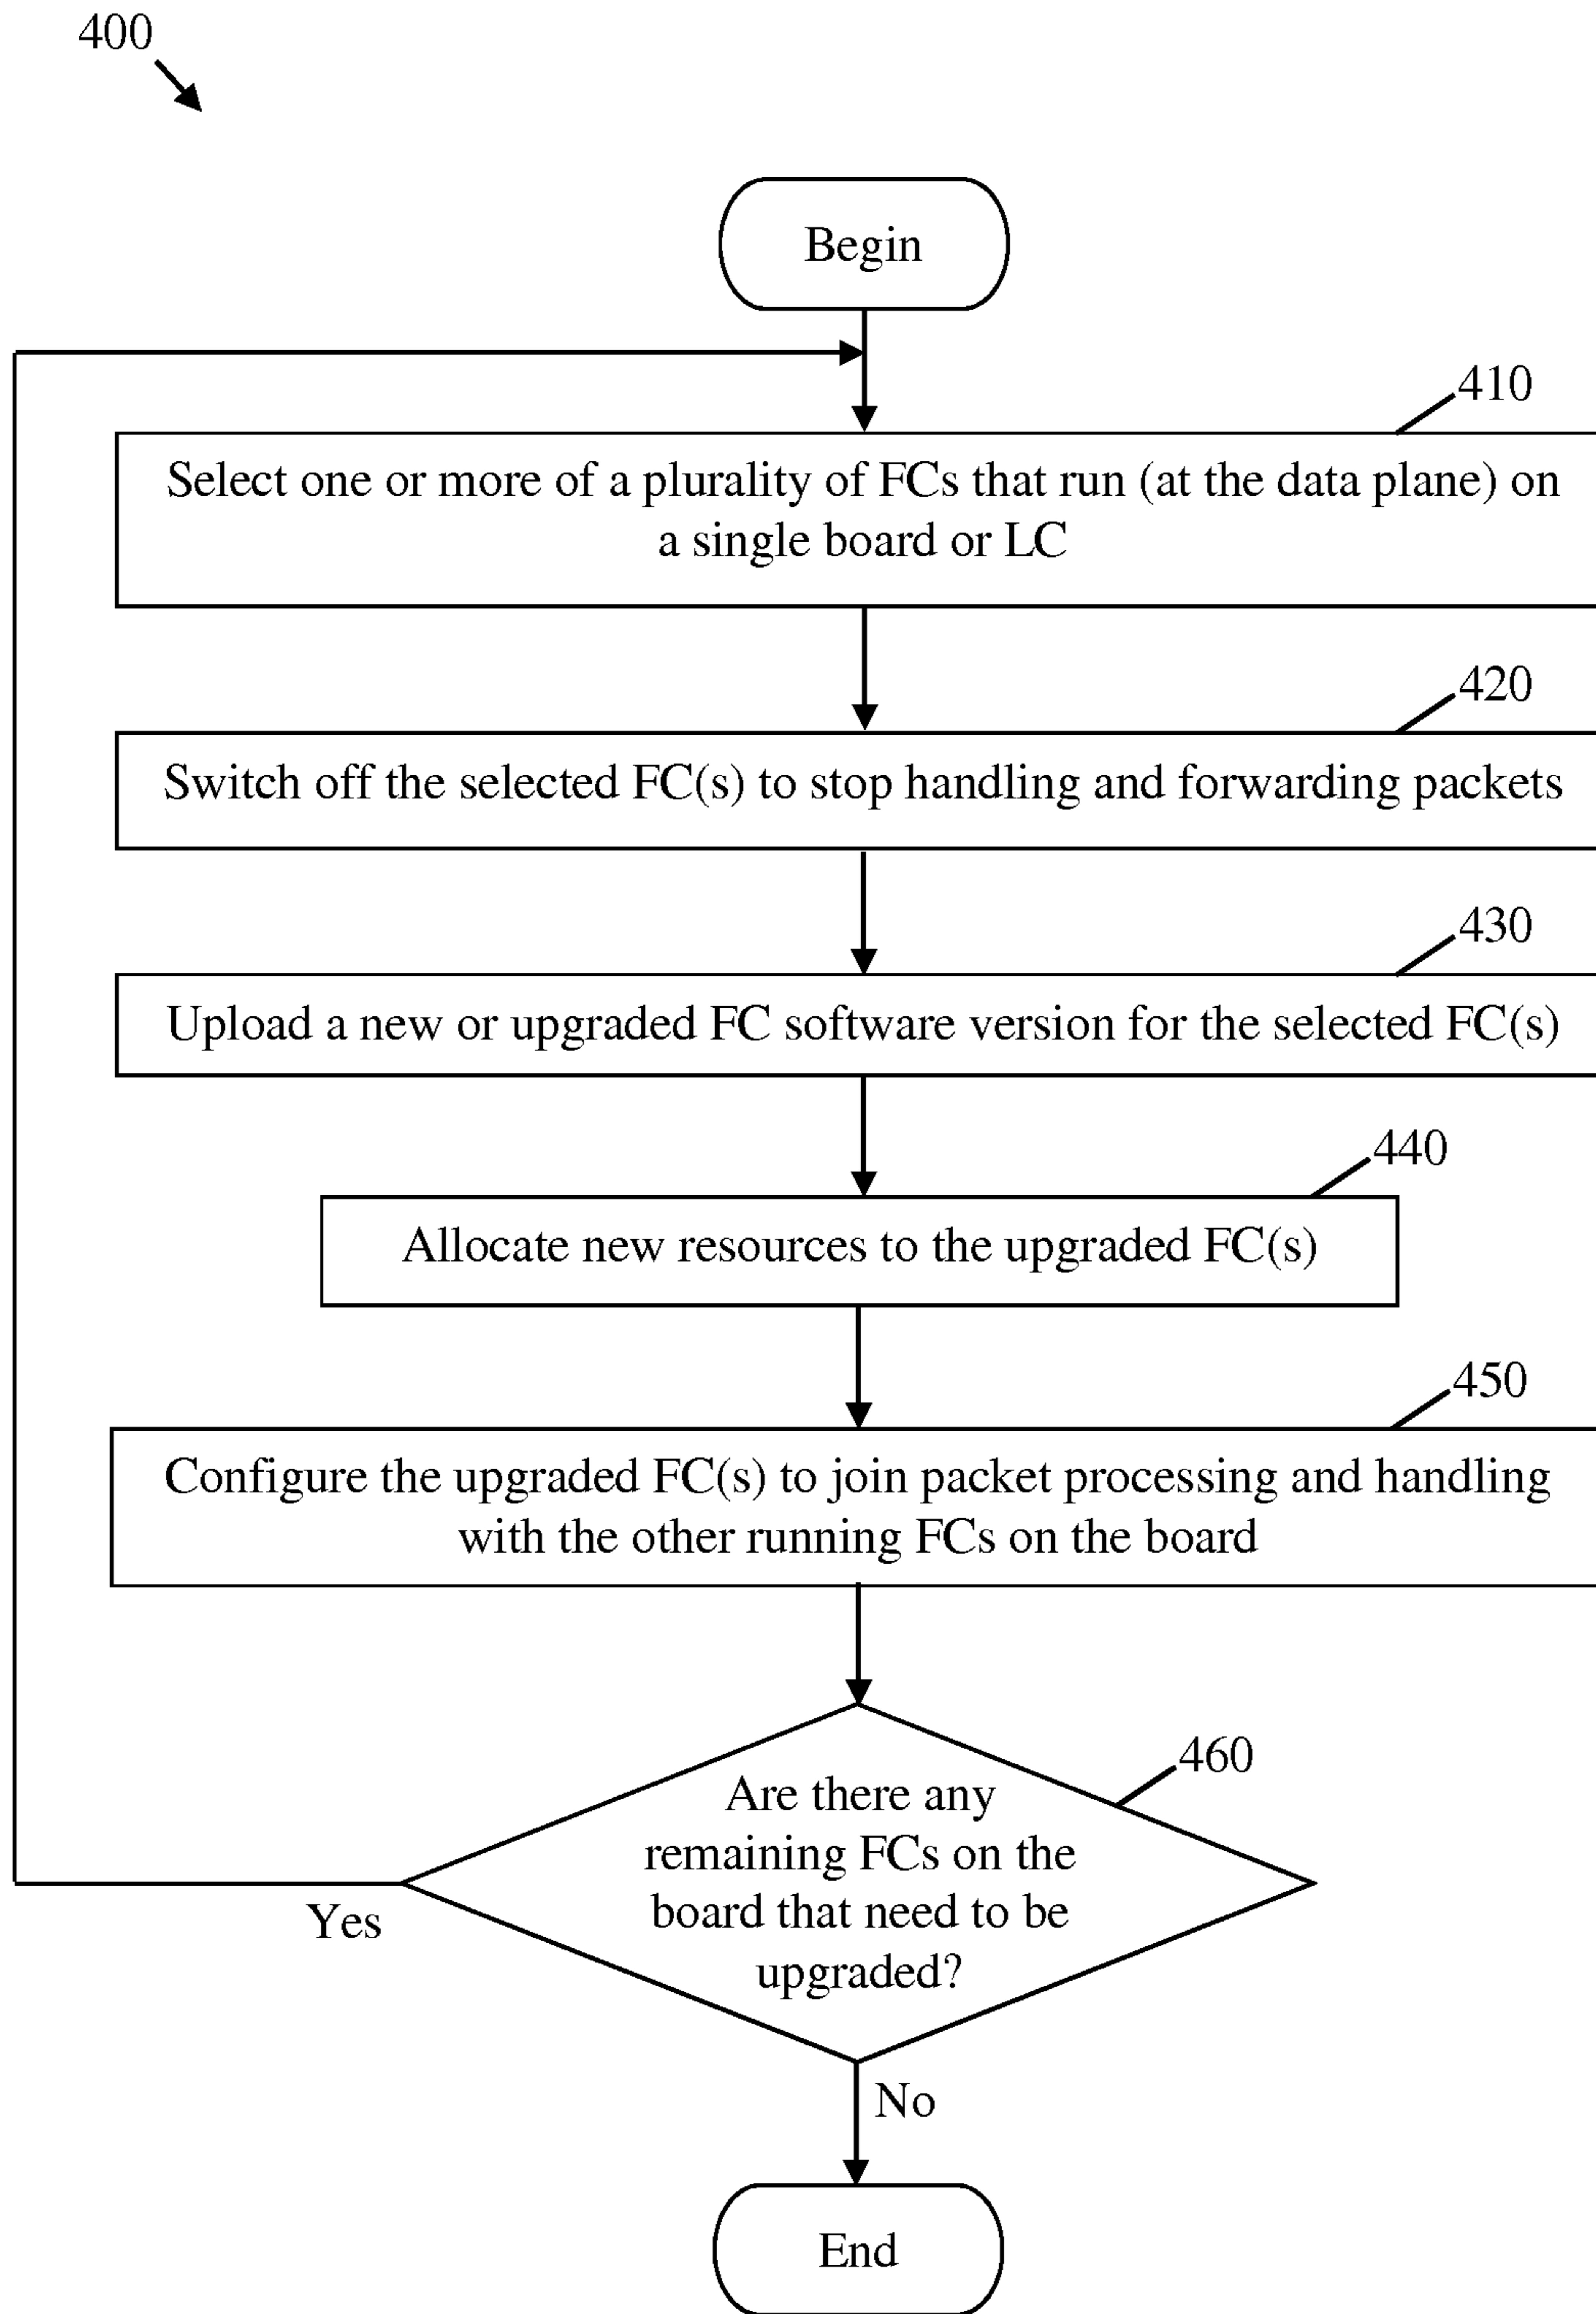 400
Begin
410
Select one or more of a plurality of FCs that run (at the data plane) on
a single board or LC
420
Switch off the selected FC(s) to stop handling and forwarding packets
430
Upload a new or upgraded FC software version for the selected FC(s)
440
Allocate new resources to the upgraded FC(s)
450
Configure the upgraded FC(s) to join packet processing and handling
with the other running FCs on the board
460
Are there any
remaining FCs on the
board that need to be
upgraded?
Yes
No
End